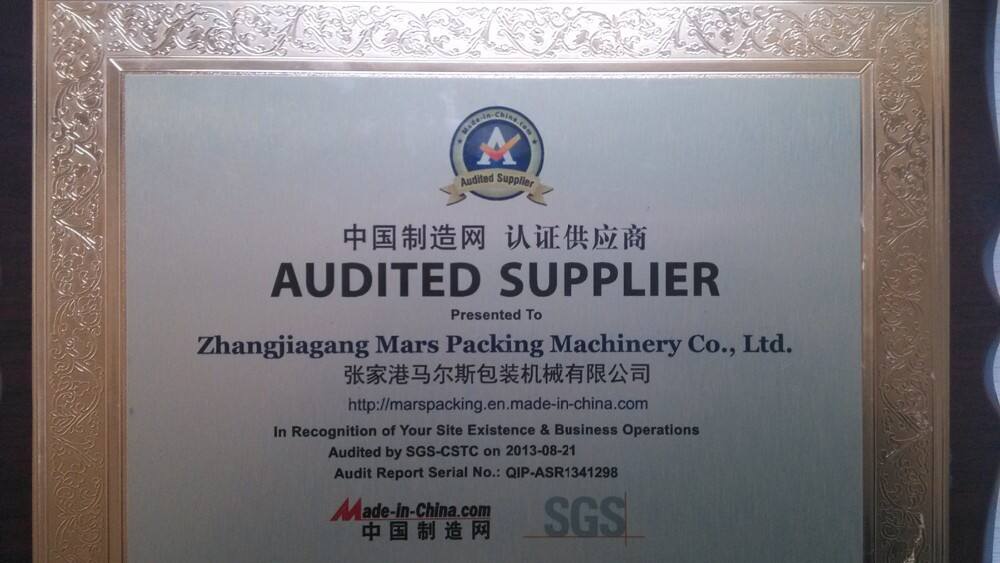 Made-in-China.com
A
Audited Supplier
中国制造网 认证供应商
AUDITED SUPPLIER
Presented To
Zhangjiagang Mars Packing Machinery Co., Ltd.
张家港马尔斯包装机械有限公司
http://marspacking.en.made-in-china.com
In Recognition of Your Site Existence & Business Operations
Audited by SGS-CSTC on 2013-08-21
Audit Report Serial No.: QIP-ASR1341298
Made-in-China.com
中国制造网
SGS